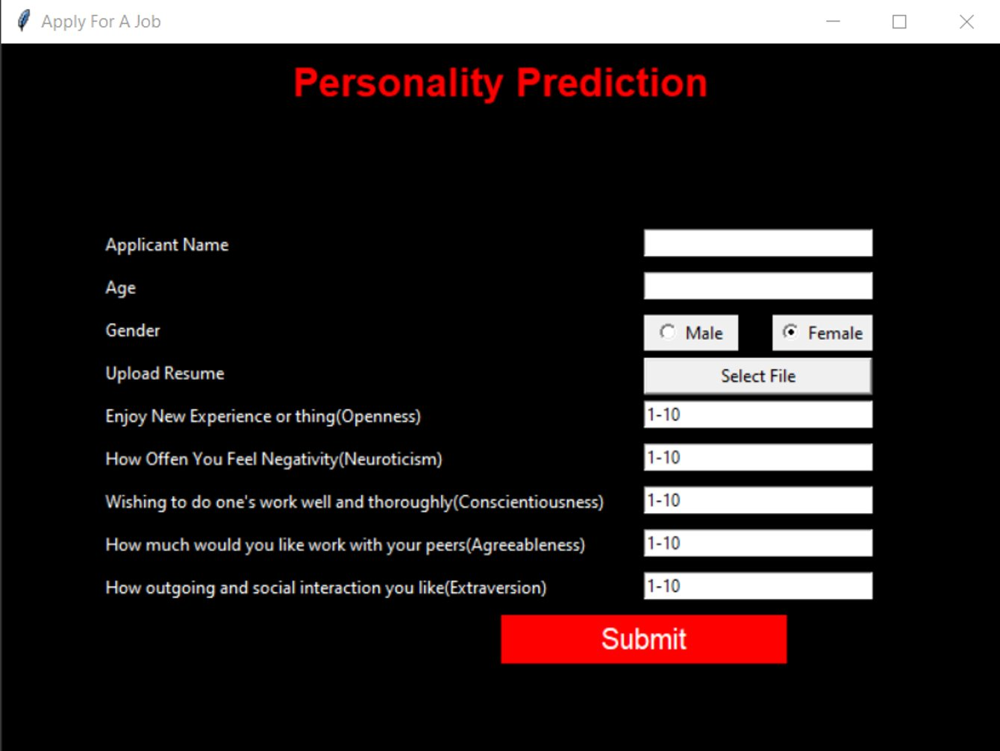 Apply For A Job
Personality Prediction
Applicant Name
Age
Gender Male Female
Upload Resume Select File
Enjoy New Experience or thing(Openness) 1-10
How Offen You Feel Negativity(Neuroticism) 1-10
Wishing to do one's work well and thoroughly(Conscientiousness) 1-10
How much would you like work with your peers(Agreeableness) 1-10
How outgoing and social interaction you like(Extraversion) 1-10
Submit